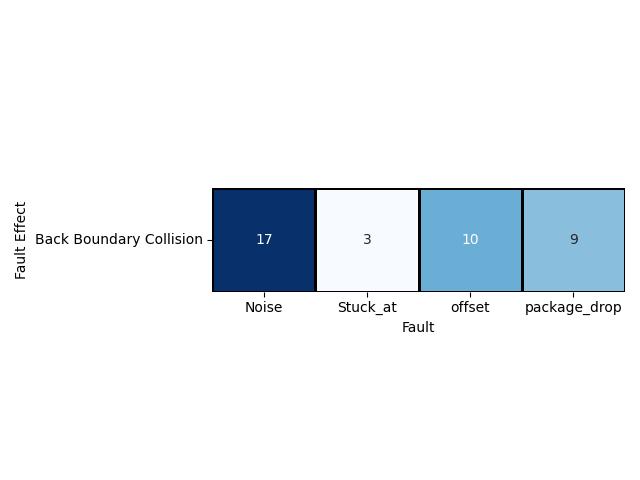 Fault Effect
Back Boundary Collision
17 3 10 9
Noise Stuck_at offset package_drop
Fault